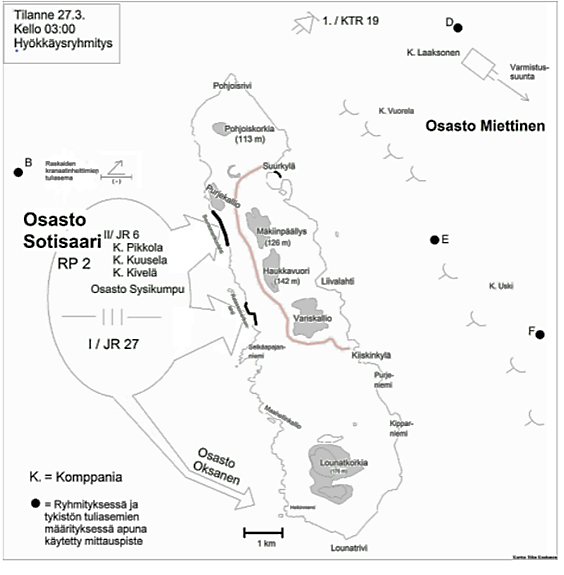 Tilanne 27.3.
Kello 03:00
Hyökkäysryhmitys
1. / KTR 19
D
K. Laaksonen
Varmistus-
suunta
Pohjoisrivi
K. Vuorela
Osasto Miettinen
Pohjoiskorkia
(113 m)
Suurkylä
B
Raskaiden
kranaatinheittimien
tuliasema
(-)
Purjekallio
Osasto
Sotisaari
RP 2
II/ JR 6
K. Pikkola
K. Kuusela
K. Kivelä
Osasto Sysikumpu
I / JR 27
Mäkiinpäällys
(126 m)
Haukkavuori
(142 m)
E
Liivalahti
K. Uski
Variskallio
F
Selkäapajan-
niemi
Kiiskinkylä
Purje-
niemi
Maahelinkallio
Kippar-
niemi
Osasto
Oksanen
Lounatkorkia
K. = Komppania
= Ryhmityksessä ja
tykistön tuliasemien
määrityksessä apuna
käytetty mittauspiste
1 km
Lounatrivi